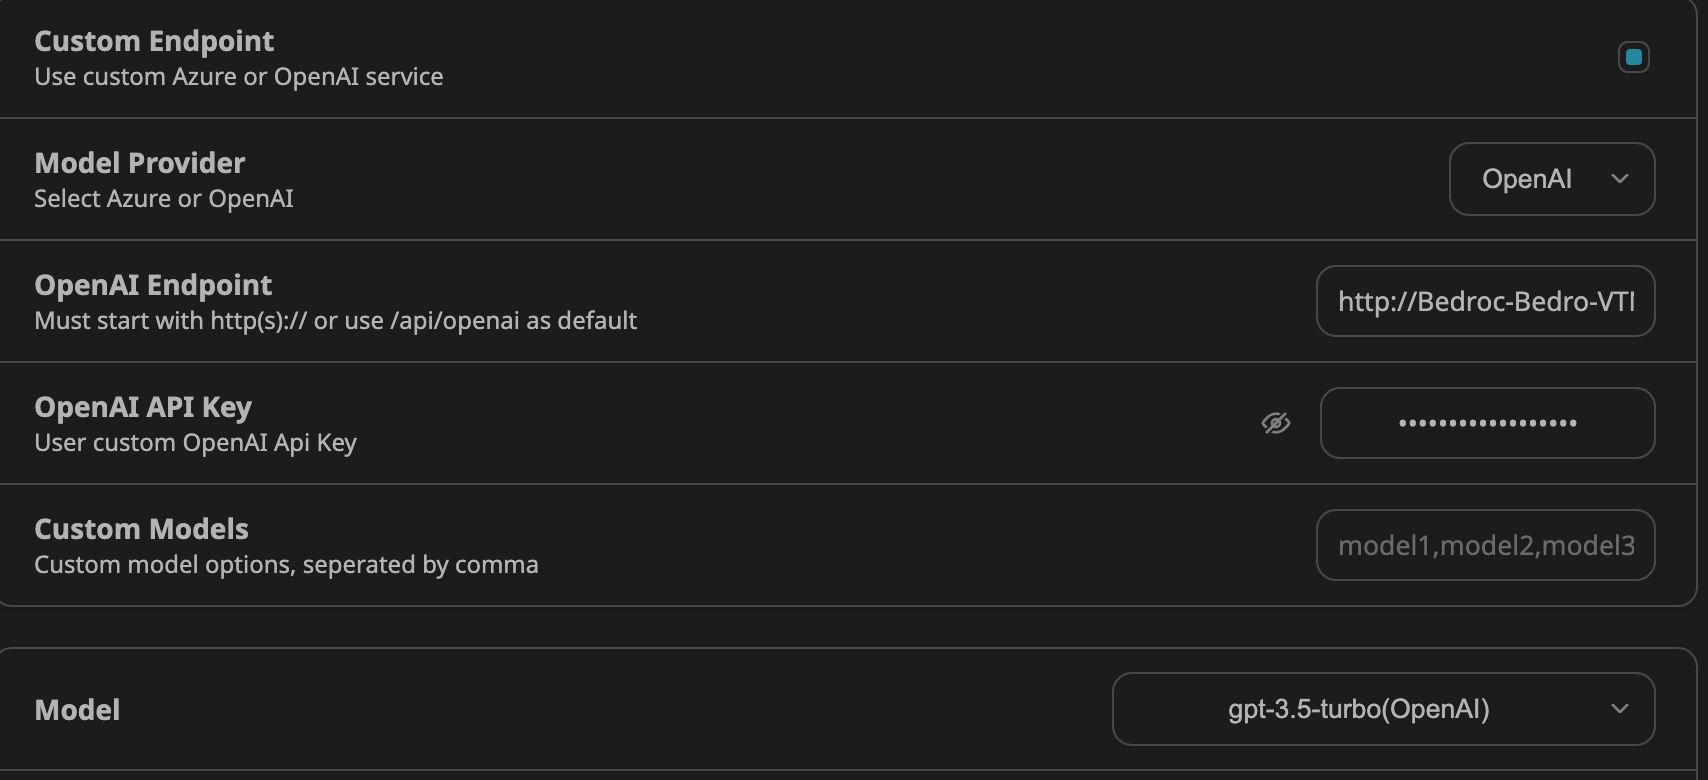 Custom Endpoint
Use custom Azure or OpenAI service
Model Provider
Select Azure or OpenAI
OpenAI
OpenAI Endpoint
Must start with http(s):// or use /api/openai as default
http://Bedroc-Bedro-VT
OpenAI API Key
User custom OpenAI Api Key
••••••••••••••••••
Custom Models
Custom model options, seperated by comma
model1,model2,model3
Model
gpt-3.5-turbo(OpenAI)